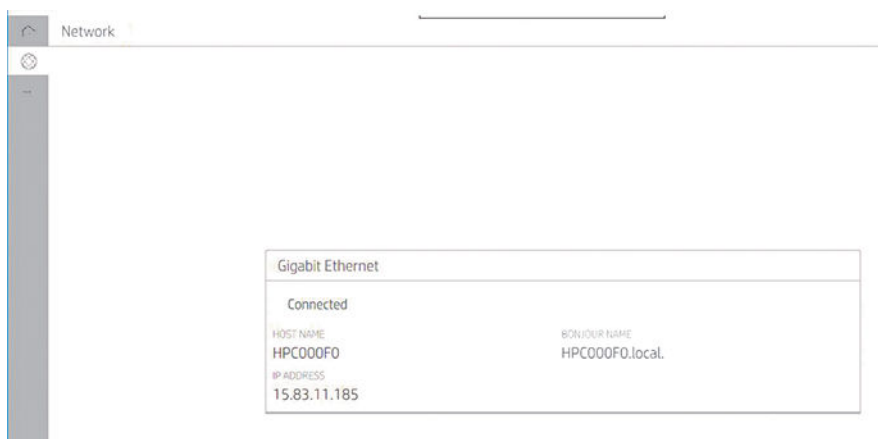 Network
Gigabit Ethernet
Connected
HOST NAME
HPC000F0
BONJOUR NAME
HPC000F0.local.
IP ADDRESS
15.83.11.185